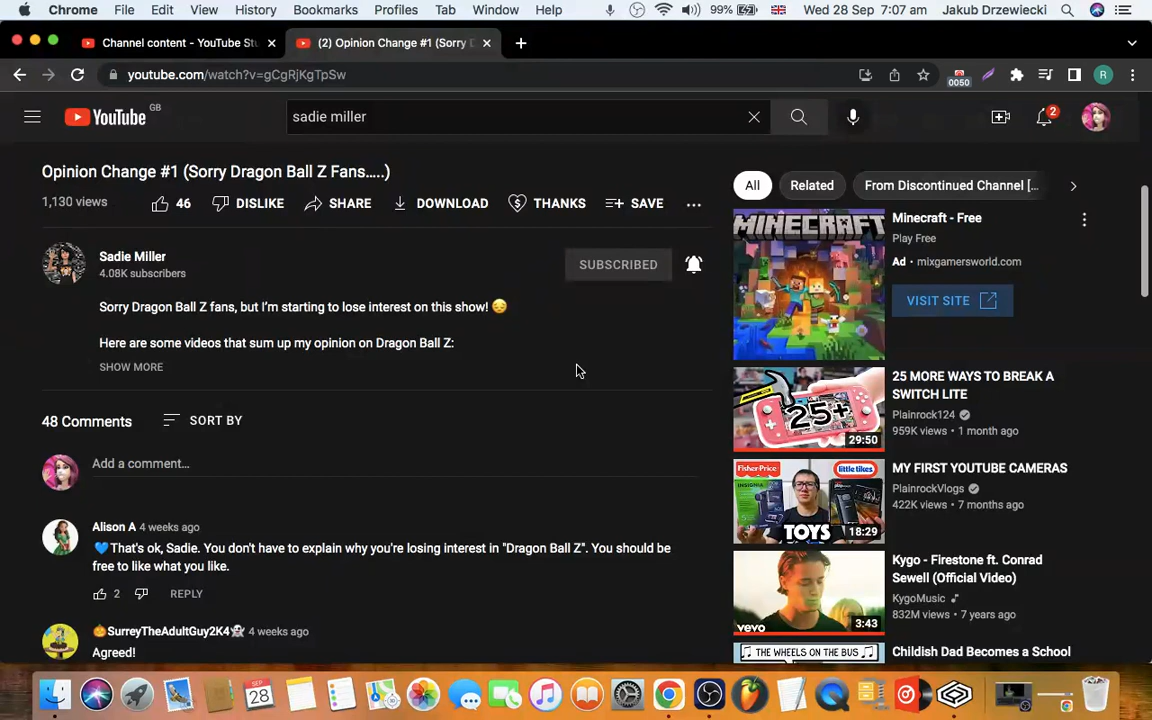 Chrome File Edit View History Bookmarks Profiles Tab Window Help 99% Wed 28 Sep 7:07 am Jakub Drzewiecki
Channel content - YouTube Stu
(2) Opinion Change #1 (Sorry D
youtube.com/watch?v=gCgRjKgTpSw
0050
R
YouTube GB
sadie miller
2
Opinion Change #1 (Sorry Dragon Ball Z Fans…..)
1,130 views
46 DISLIKE SHARE DOWNLOAD THANKS SAVE
Sadie Miller
4.08K subscribers
SUBSCRIBED
Sorry Dragon Ball Z fans, but I’m starting to lose interest on this show! 😔
Here are some videos that sum up my opinion on Dragon Ball Z:
SHOW MORE
48 Comments SORT BY
Add a comment...
Alison A 4 weeks ago
💙That's ok, Sadie. You don't have to explain why you're losing interest in "Dragon Ball Z". You should
be free to like what you like.
2 REPLY
🎃SurreyTheAdultGuy2K4👻 4 weeks ago
Agreed!
All Related From Discontinued Channel [...
MINECRAFT
Minecraft - Free
Play Free
Ad • mixgamersworld.com
VISIT SITE
25+
29:50
25 MORE WAYS TO BREAK A
SWITCH LITE
Plainrock124
959K views • 1 month ago
Fisher-Price
little tikes
INSIGNIA
TOYS
18:29
MY FIRST YOUTUBE CAMERAS
PlainrockVlogs
422K views • 7 months ago
vevo
3:43
Kygo - Firestone ft. Conrad
Sewell (Official Video)
KygoMusic
832M views • 7 years ago
THE WHEELS ON THE BUS
Childish Dad Becomes a School
SEP
28